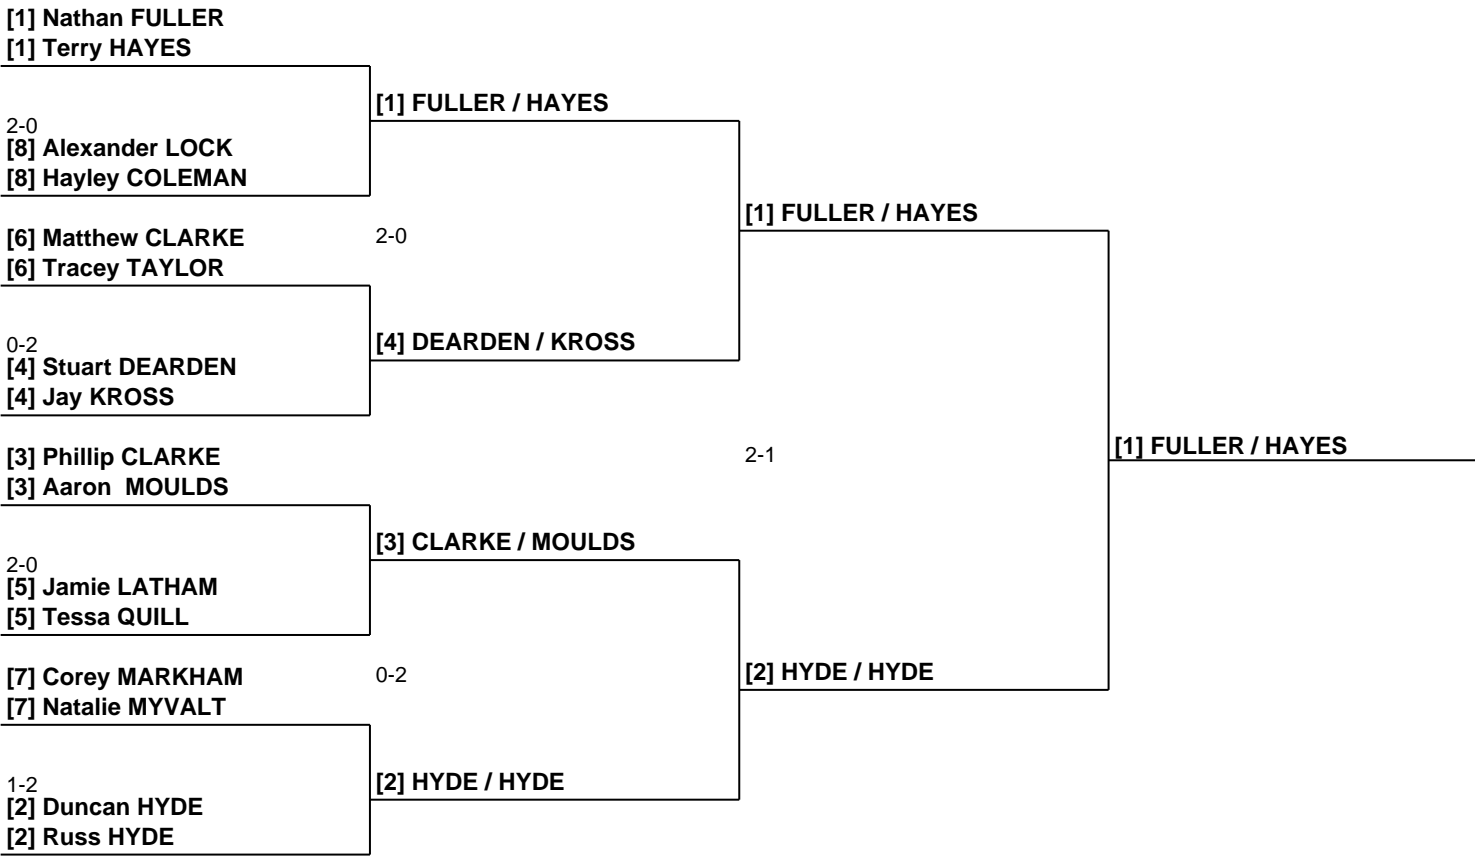 [1] Nathan FULLER
[1] Terry HAYES
[1] FULLER / HAYES
2-0
[8] Alexander LOCK
[8] Hayley COLEMAN
[1] FULLER / HAYES
[6] Matthew CLARKE
2-0
[6] Tracey TAYLOR
[4] DEARDEN / KROSS
0-2
[4] Stuart DEARDEN
[4] Jay KROSS
[1] FULLER / HAYES
[3] Phillip CLARKE
2-1
[3] Aaron  MOULDS
[3] CLARKE / MOULDS
2-0
[5] Jamie LATHAM
[5] Tessa QUILL
[2] HYDE / HYDE
[7] Corey MARKHAM
0-2
[7] Natalie MYVALT
[2] HYDE / HYDE
1-2
[2] Duncan HYDE
[2] Russ HYDE